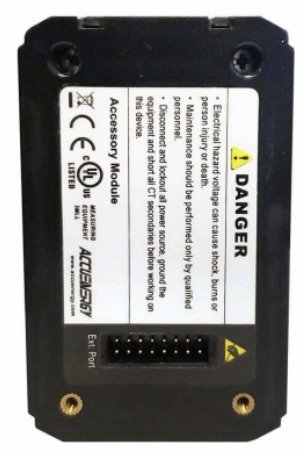 DANGER
• Electrical hazard voltage can cause shock, burns or
person injury or death.
• Maintenance should be performed only by qualified
personnel.
• Disconnect and lockout all power source, ground the
equipment and short all CT secondaries before working on
this device.
Accessory Module
CE
c UL us
LISTED
MEASURING
EQUIPMENT
ACCUENERGY
www.accuenergy.com
Ext. Port